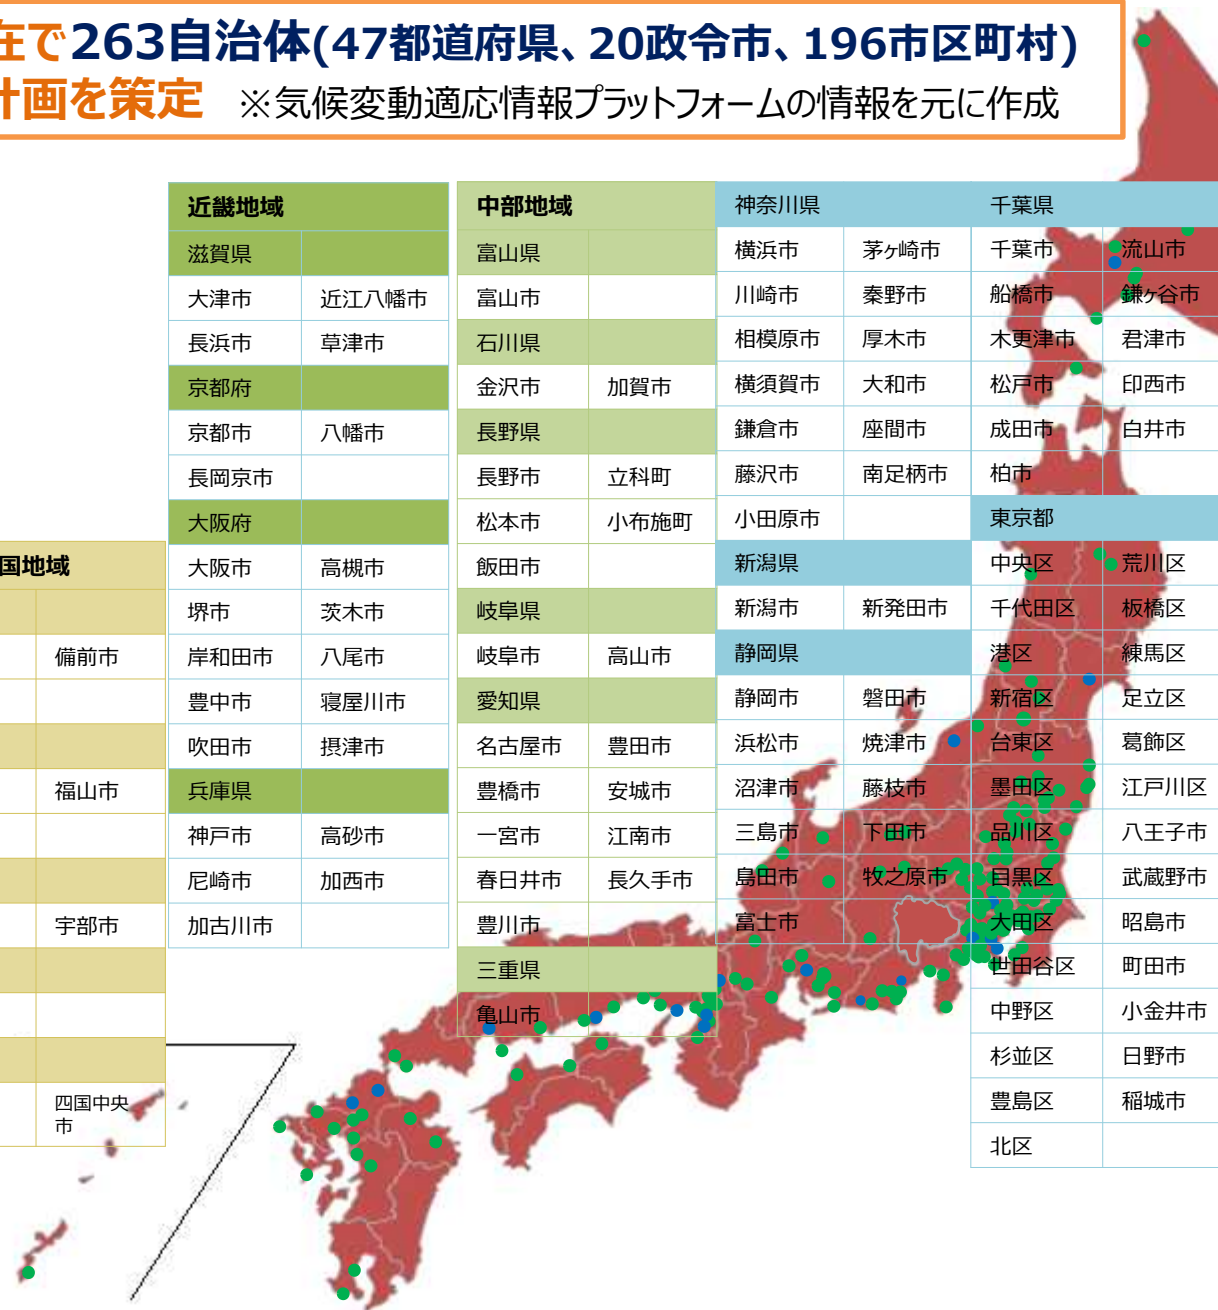 在で263自治体(47都道府県、20政令市、196市区町村)
計画を策定 ※気候変動適応情報プラットフォームの情報を元に作成
国地域
備前市
福山市
宇部市
四国中央
市
近畿地域
滋賀県
大津市 近江八幡市
長浜市 草津市
京都府
京都市 八幡市
長岡京市
大阪府
大阪市 高槻市
堺市 茨木市
岸和田市 八尾市
豊中市 寝屋川市
吹田市 摂津市
兵庫県
神戸市 高砂市
尼崎市 加西市
加古川市
中部地域
富山県
富山市
石川県
金沢市 加賀市
長野県
長野市 立科町
松本市 小布施町
飯田市
岐阜県
岐阜市 高山市
愛知県
名古屋市 豊田市
豊橋市 安城市
一宮市 江南市
春日井市 長久手市
豊川市
三重県
亀山市
神奈川県
横浜市 茅ヶ崎市
川崎市 秦野市
相模原市 厚木市
横須賀市 大和市
鎌倉市 座間市
藤沢市 南足柄市
小田原市
新潟県
新潟市 新発田市
静岡県
静岡市 磐田市
浜松市 焼津市
沼津市 藤枝市
三島市 下田市
島田市 牧之原市
富士市
千葉県
千葉市 流山市
船橋市 鎌ヶ谷市
木更津市 君津市
松戸市 印西市
成田市 白井市
柏市
東京都
中央区 荒川区
千代田区 板橋区
港区 練馬区
新宿区 足立区
台東区 葛飾区
墨田区 江戸川区
品川区 八王子市
目黒区 武蔵野市
大田区 昭島市
世田谷区 町田市
中野区 小金井市
杉並区 日野市
豊島区 稲城市
北区